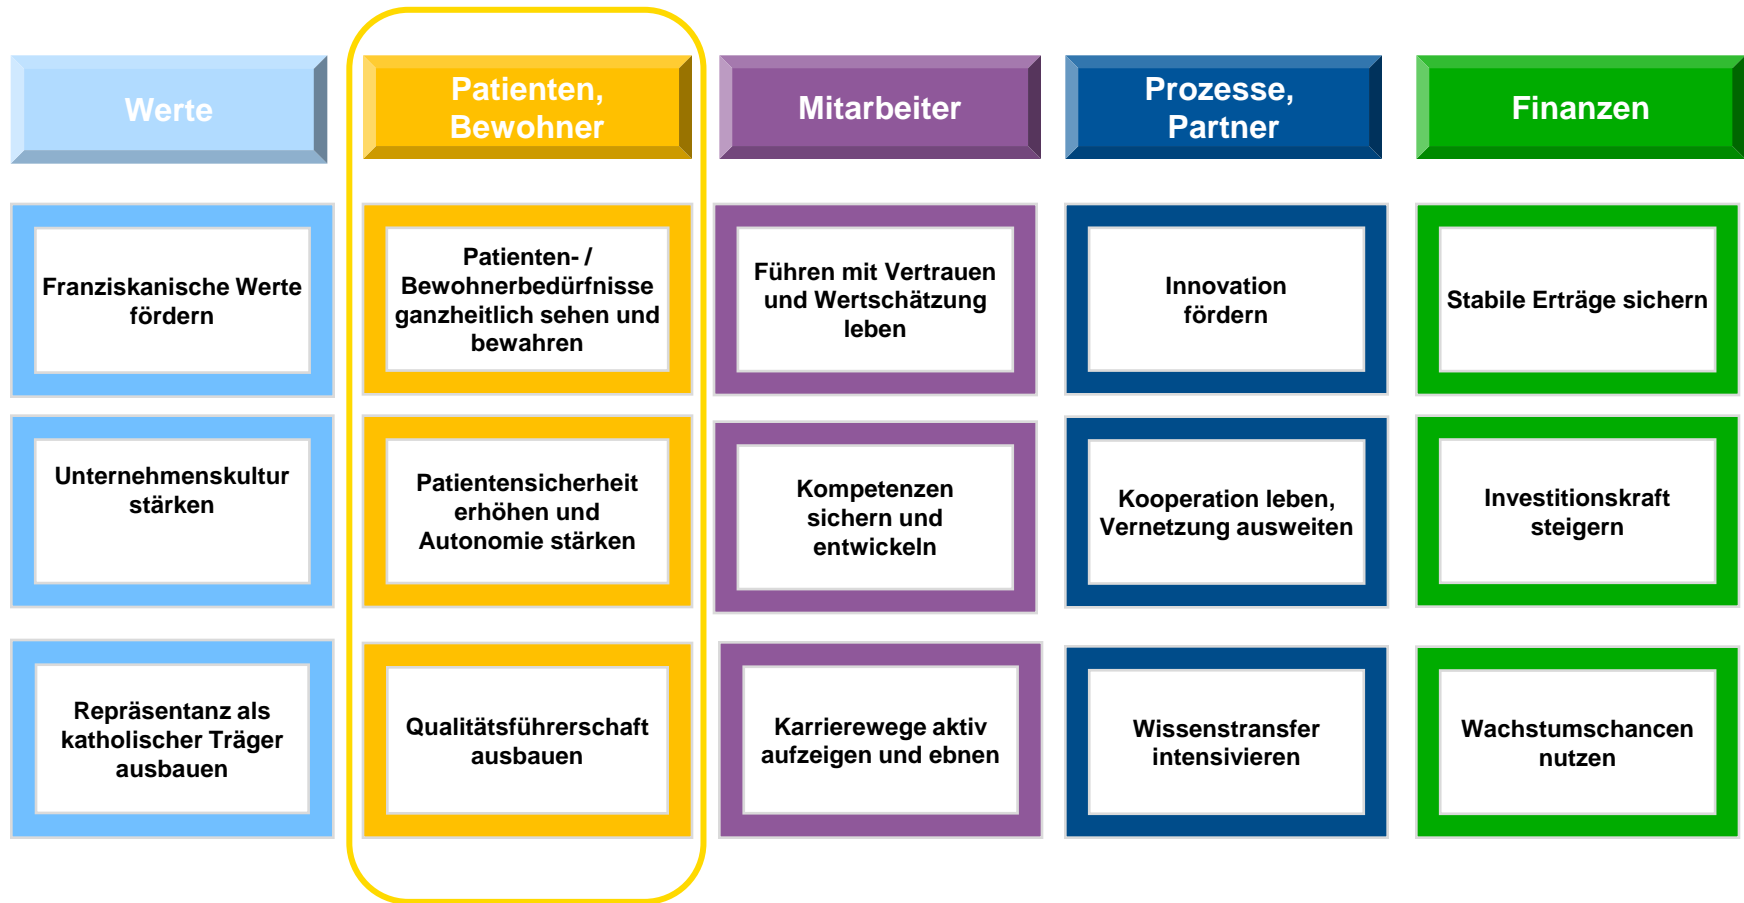 Werte
Patienten,
Bewohner
Mitarbeiter
Prozesse,
Partner
Finanzen
Franziskanische Werte
fördern
Patienten- /
Bewohnerbedürfnisse
ganzheitlich sehen und
bewahren
Führen mit Vertrauen
und Wertschätzung
leben
Innovation
fördern
Stabile Erträge sichern
Unternehmenskultur
stärken
Patientensicherheit
erhöhen und
Autonomie stärken
Kompetenzen
sichern und
entwickeln
Kooperation leben,
Vernetzung ausweiten
Investitionskraft
steigern
Repräsentanz als
katholischer Träger
ausbauen
Qualitätsführerschaft
ausbauen
Karrierewege aktiv
aufzeigen und ebnen
Wissenstransfer
intensivieren
Wachstumschancen
nutzen